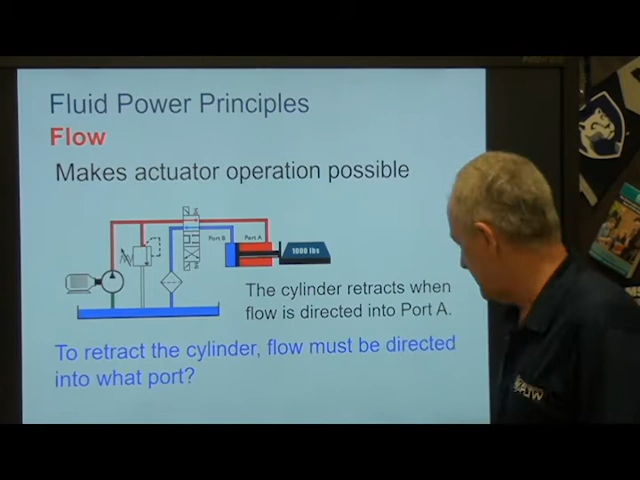 Fluid Power Principles
Flow
Makes actuator operation possible
Port B
Port A
1000 lbs
The cylinder retracts when
flow is directed into Port A.
To retract the cylinder, flow must be directed
into what port?